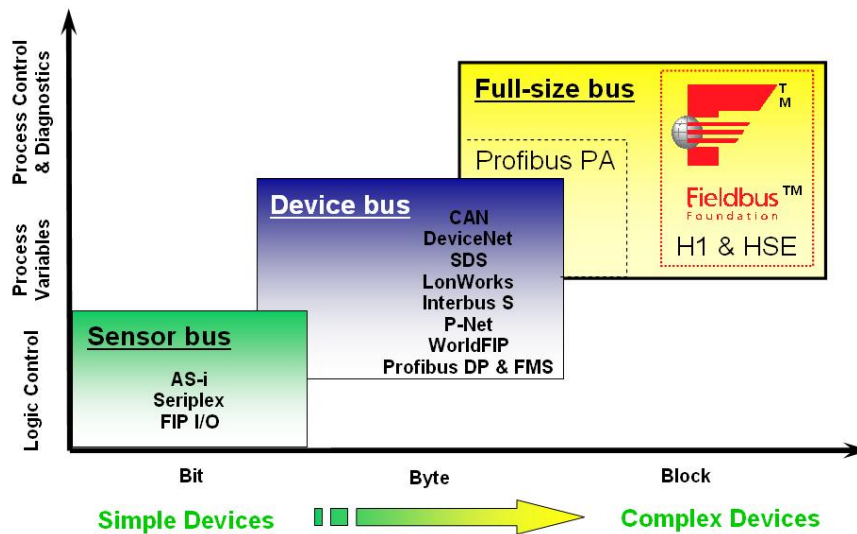 Process Control
& Diagnostics
Process
Variables
Logic Control
Full-size bus
Profibus PA
TM
Fieldbus™
Foundation
H1 & HSE
Device bus
CAN
DeviceNet
SDS
LonWorks
Interbus S
P-Net
WorldFIP
Profibus DP & FMS
Sensor bus
AS-i
Seriplex
FIP I/O
Bit
Byte
Block
Simple Devices
Complex Devices